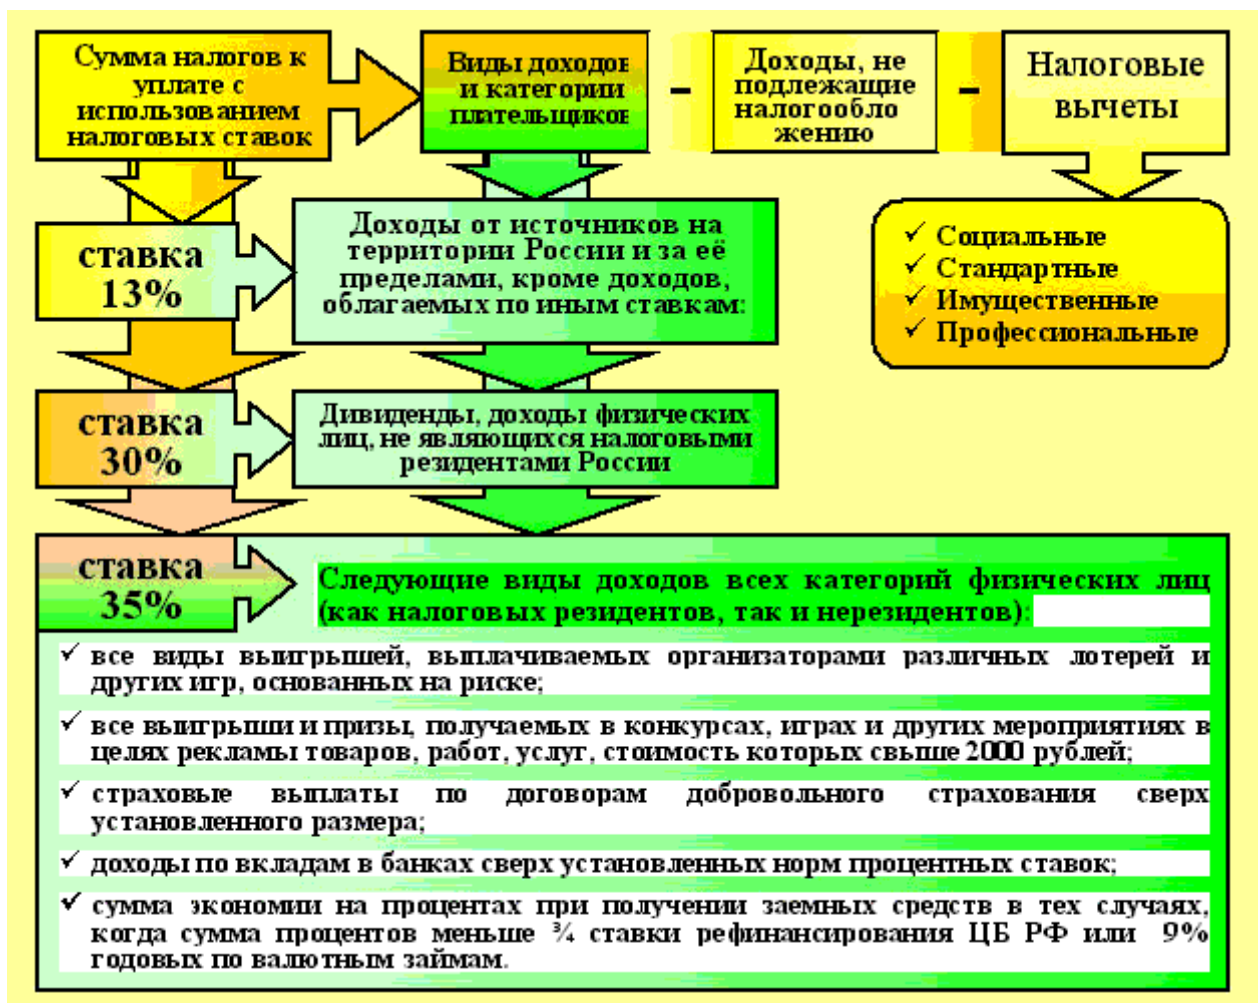 Сумма налогов к
уплате с
использованием
налоговых ставок
Виды доходов
и категории
плательщиков
-
Доходы, не
подлежащие
налогообло
жению
-
Налоговые
вычеты
✓ Социальные
✓ Стандартные
✓ Имущественные
✓ Профессиональные
ставка
13%
Доходы от источников на
территории России и за её
пределами, кроме доходов,
облагаемых по иным ставкам:
ставка
30%
Дивиденды, доходы физических
лиц, не являющихся налоговыми
резидентами России
ставка
35%
Следующие виды доходов всех категорий физических лиц
(как налоговых резидентов, так и нерезидентов):
✓ все виды выигрышей, выплачиваемых организаторами различных лотерей и
других игр, основанных на риске;
✓ все выигрыши и призы, получаемых в конкурсах, играх и других мероприятиях в
целях рекламы товаров, работ, услуг, стоимость которых свыше 2000 рублей;
✓ страховые выплаты по договорам добровольного страхования сверх
установленного размера;
✓ доходы по вкладам в банках сверх установленных норм процентных ставок;
✓ сумма экономии на процентах при получении заемных средств в тех случаях,
когда сумма процентов меньше ¾ ставки рефинансирования ЦБ РФ или 9%
годовых по валютным займам.